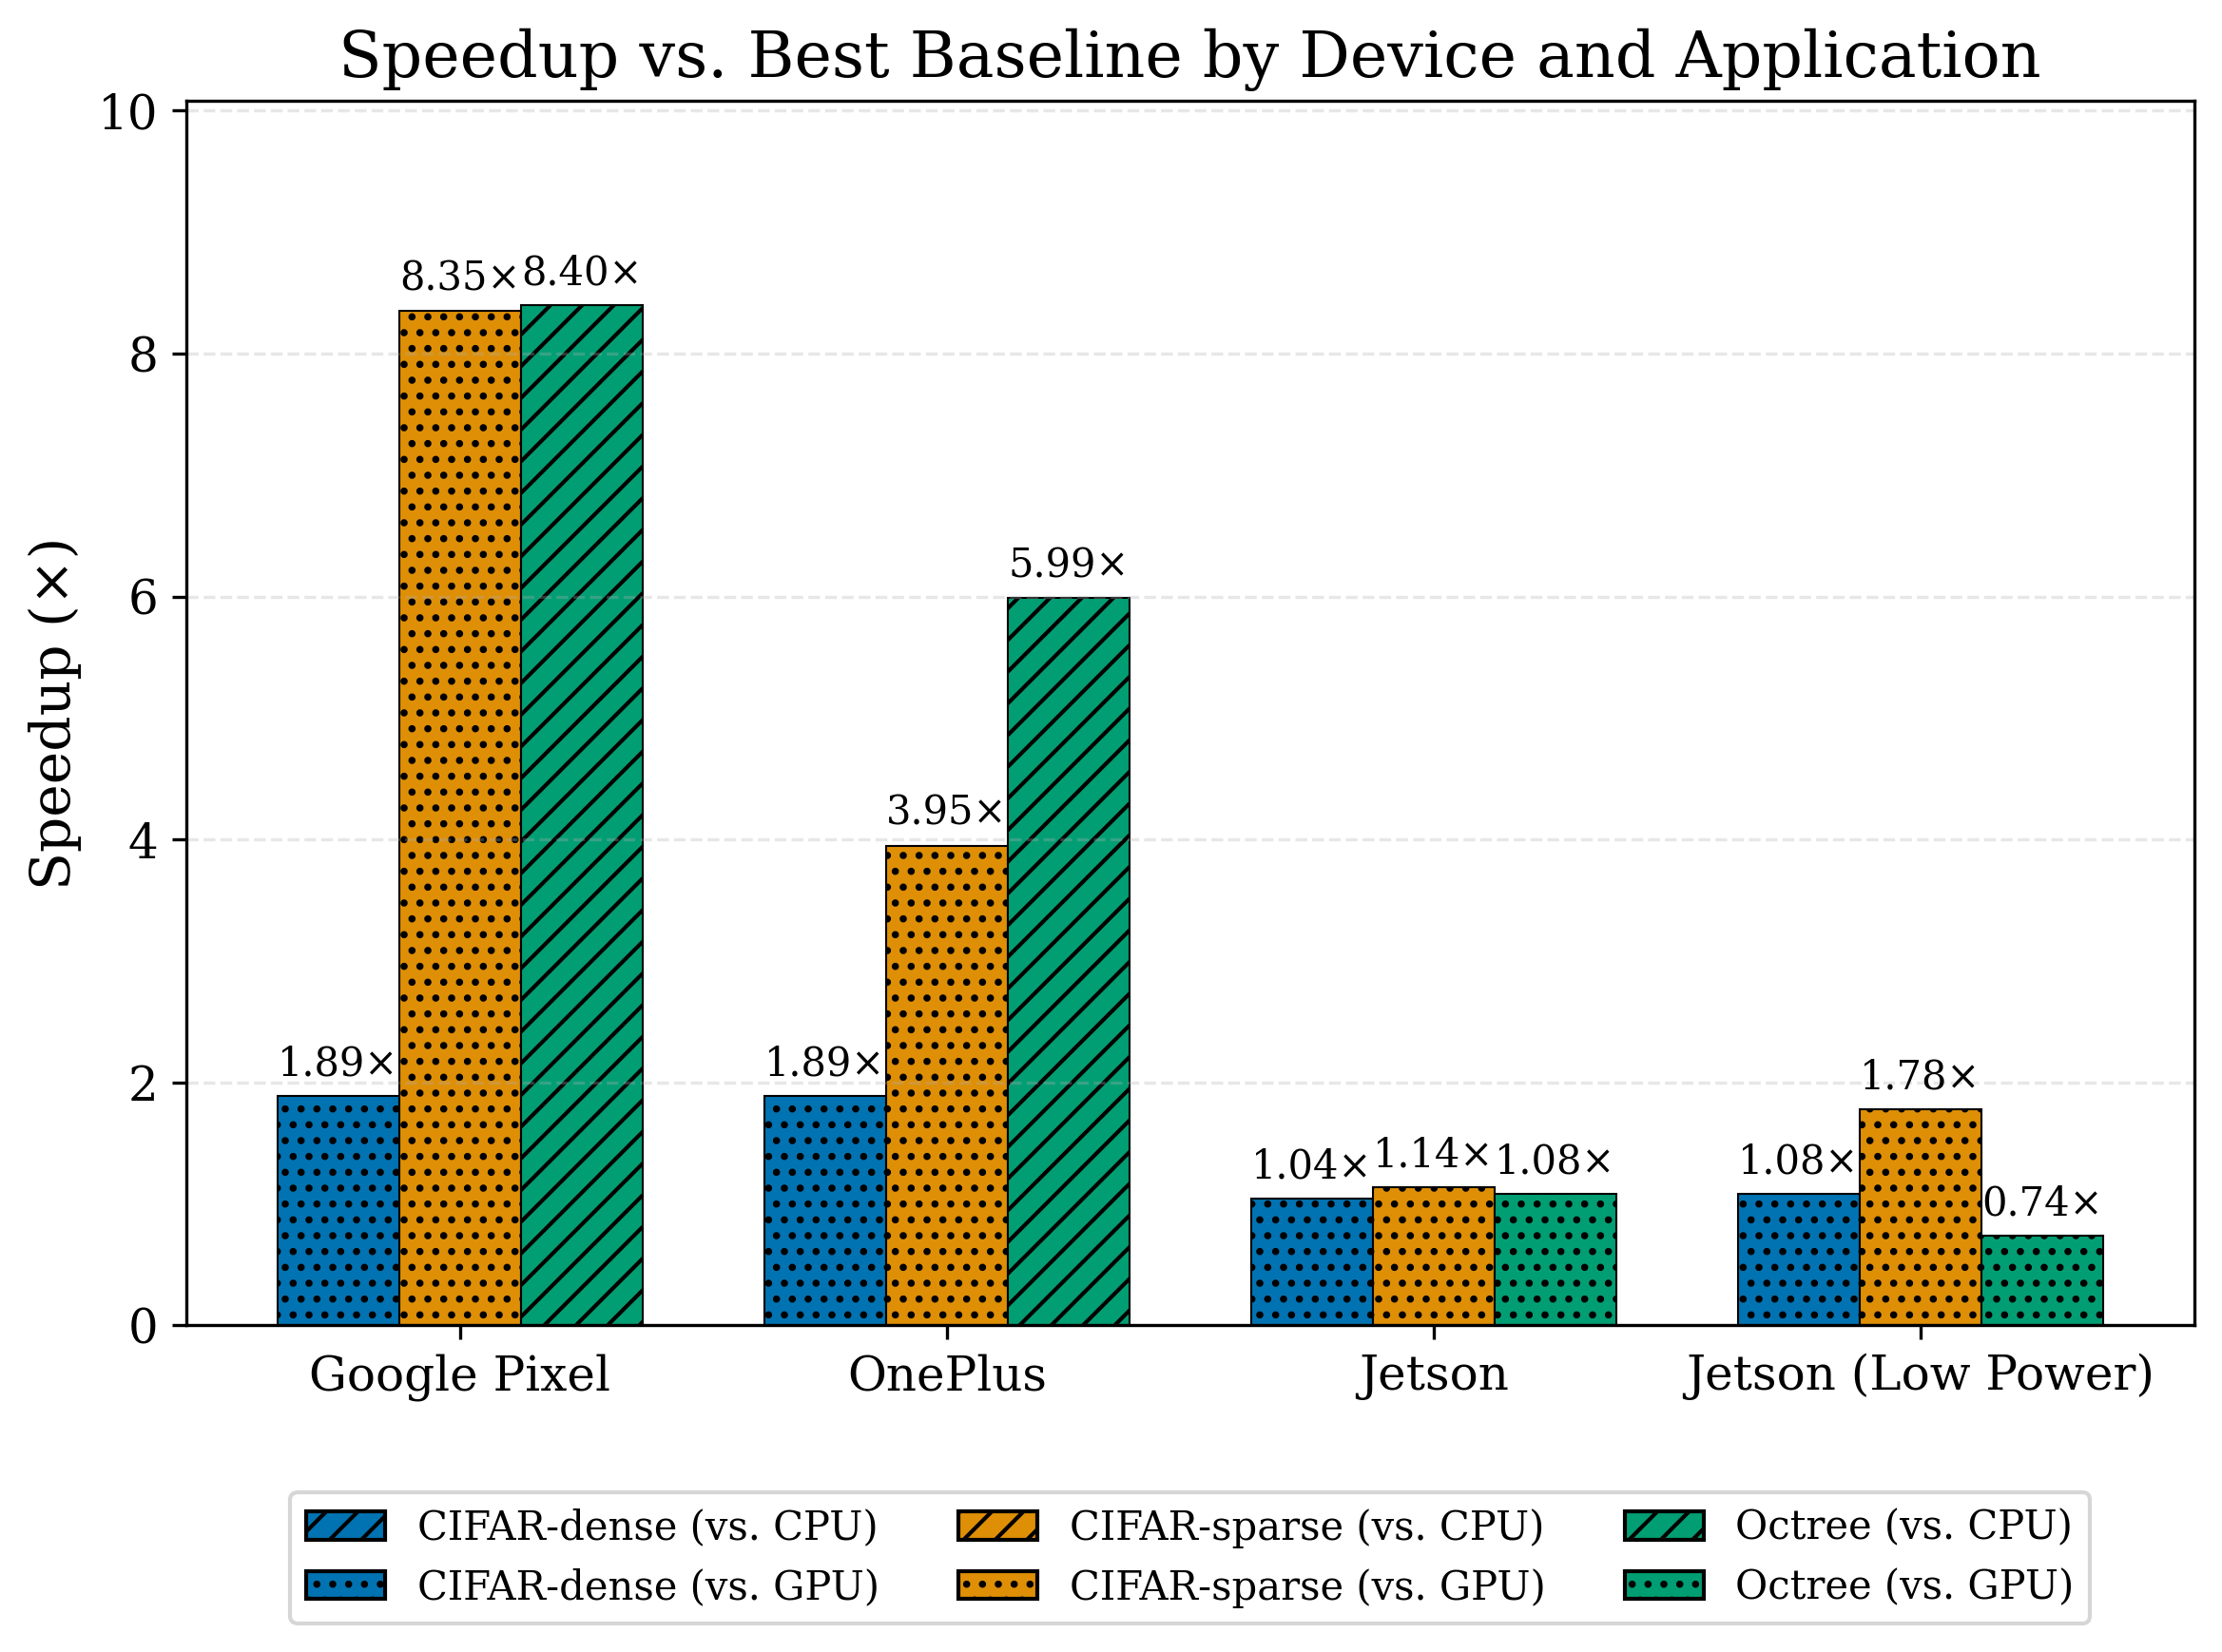 Speedup vs. Best Baseline by Device and Application
Speedup (×)
10
8
6
4
2
0
1.89×
8.35×
8.40×
1.89×
3.95×
5.99×
1.04×
1.14×
1.08×
1.08×
1.78×
0.74×
Google Pixel
OnePlus
Jetson
Jetson (Low Power)
CIFAR-dense (vs. CPU)
CIFAR-dense (vs. GPU)
CIFAR-sparse (vs. CPU)
CIFAR-sparse (vs. GPU)
Octree (vs. CPU)
Octree (vs. GPU)